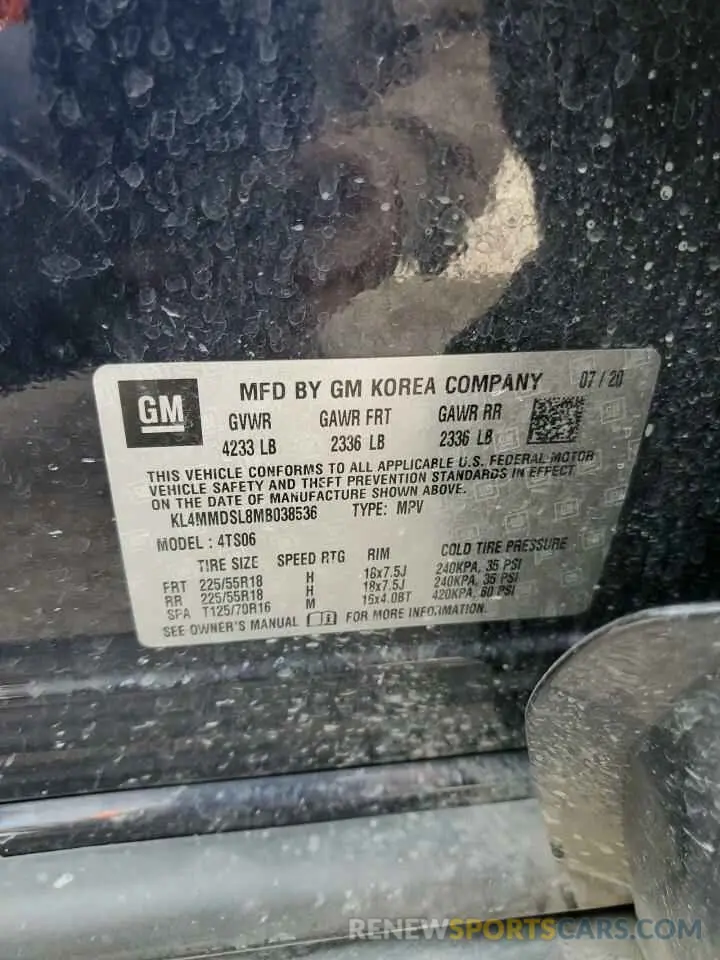 GM
MFD BY GM KOREA COMPANY 07 / 20
GVWR GAWR FRT GAWR RR
4233 LB 2336 LB 2336 LB
THIS VEHICLE CONFORMS TO ALL APPLICABLE U.S. FEDERAL MOTOR
VEHICLE SAFETY AND THEFT PREVENTION STANDARDS IN EFFECT
ON THE DATE OF MANUFACTURE SHOWN ABOVE.
KL4MMDSL8MB038536 TYPE: MPV
MODEL : 4TS06
TIRE SIZE SPEED RTG RIM COLD TIRE PRESSURE
FRT 225/55R18 H 18x7.5J 240KPA, 35 PSI
RR 225/55R18 H 18x7.5J 240KPA, 35 PSI
SPA T125/70R16 M 16x4.0BT 420KPA, 60 PSI
SEE OWNER'S MANUAL FOR MORE INFORMATION.
RENEWSPORTSCARS.COM